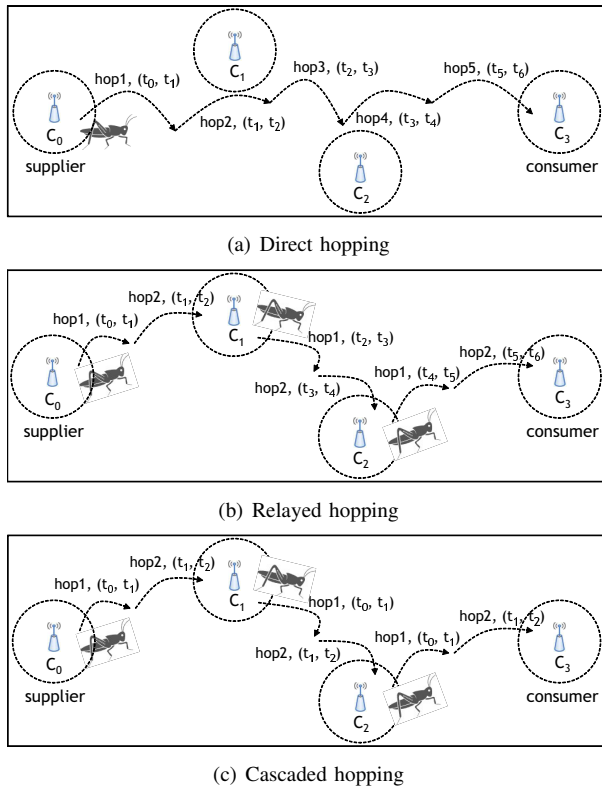 hop1, (t₀, t₁)
C₁
hop3, (t₂, t₃)
hop5, (t₅, t₆)
C₀
hop2, (t₁, t₂)
hop4, (t₃, t₄)
C₃
supplier
C₂
consumer
(a) Direct hopping
hop2, (t₁, t₂)
hop1, (t₀, t₁)
C₁
hop1, (t₂, t₃)
hop2, (t₅, t₆)
hop1, (t₄, t₅)
hop2, (t₃, t₄)
C₀
C₃
supplier
C₂
consumer
(b) Relayed hopping
hop2, (t₁, t₂)
hop1, (t₀, t₁)
C₁
hop1, (t₀, t₁)
hop2, (t₁, t₂)
hop1, (t₀, t₁)
hop2, (t₁, t₂)
C₀
C₃
supplier
C₂
consumer
(c) Cascaded hopping